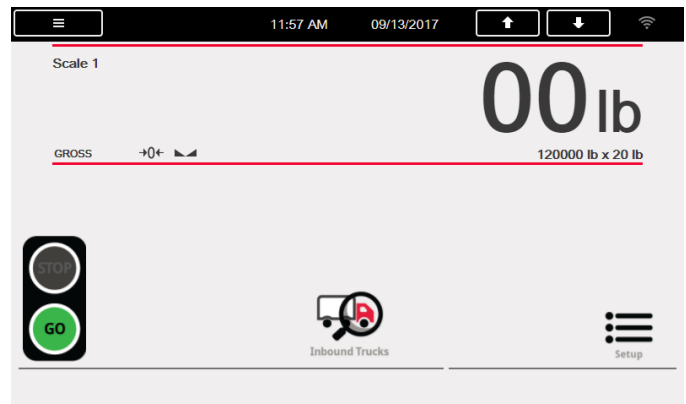 11:57 AM 09/13/2017
Scale 1
00 lb
GROSS →0← 120000 lb x 20 lb
STOP
GO
Inbound Trucks
Setup